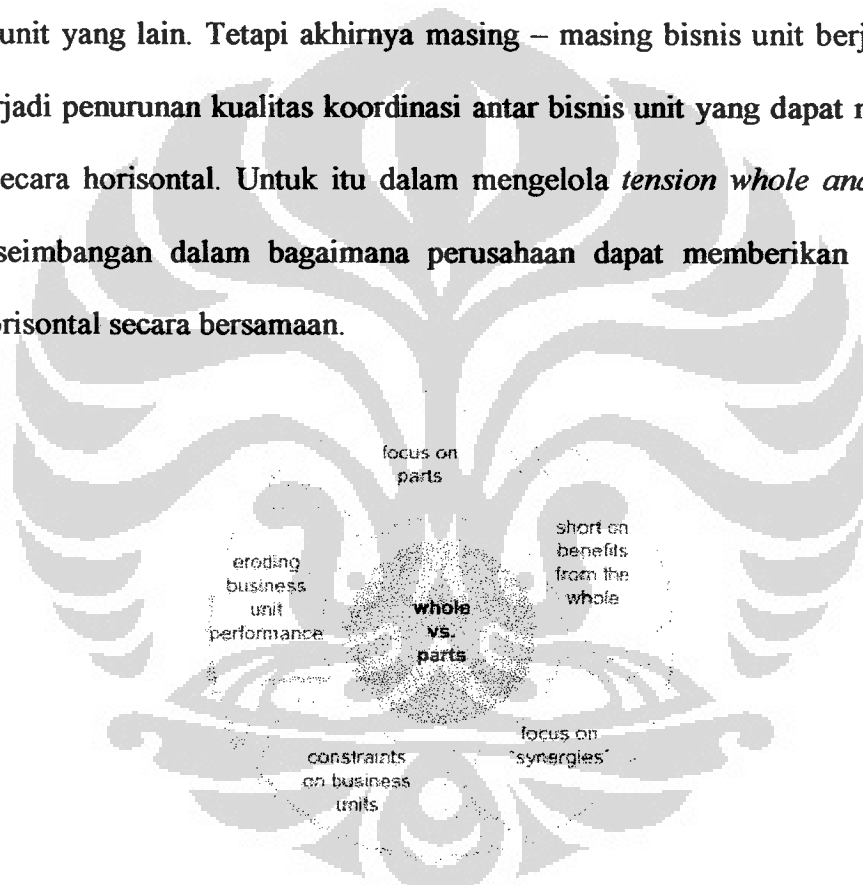 unit yang lain. Tetapi akhirnya masing – masing bisnis unit berj
rjadi penurunan kualitas koordinasi antar bisnis unit yang dapat
ecara horisontal. Untuk itu dalam mengelola tension whole and
seimbangan dalam bagaimana perusahaan dapat memberikan
orisontal secara bersamaan.
focus on
parts
short on
benefits
from the
whole
eroding
business
unit
performance
whole
vs.
parts
focus on
"synergies"
constraints
on business
units